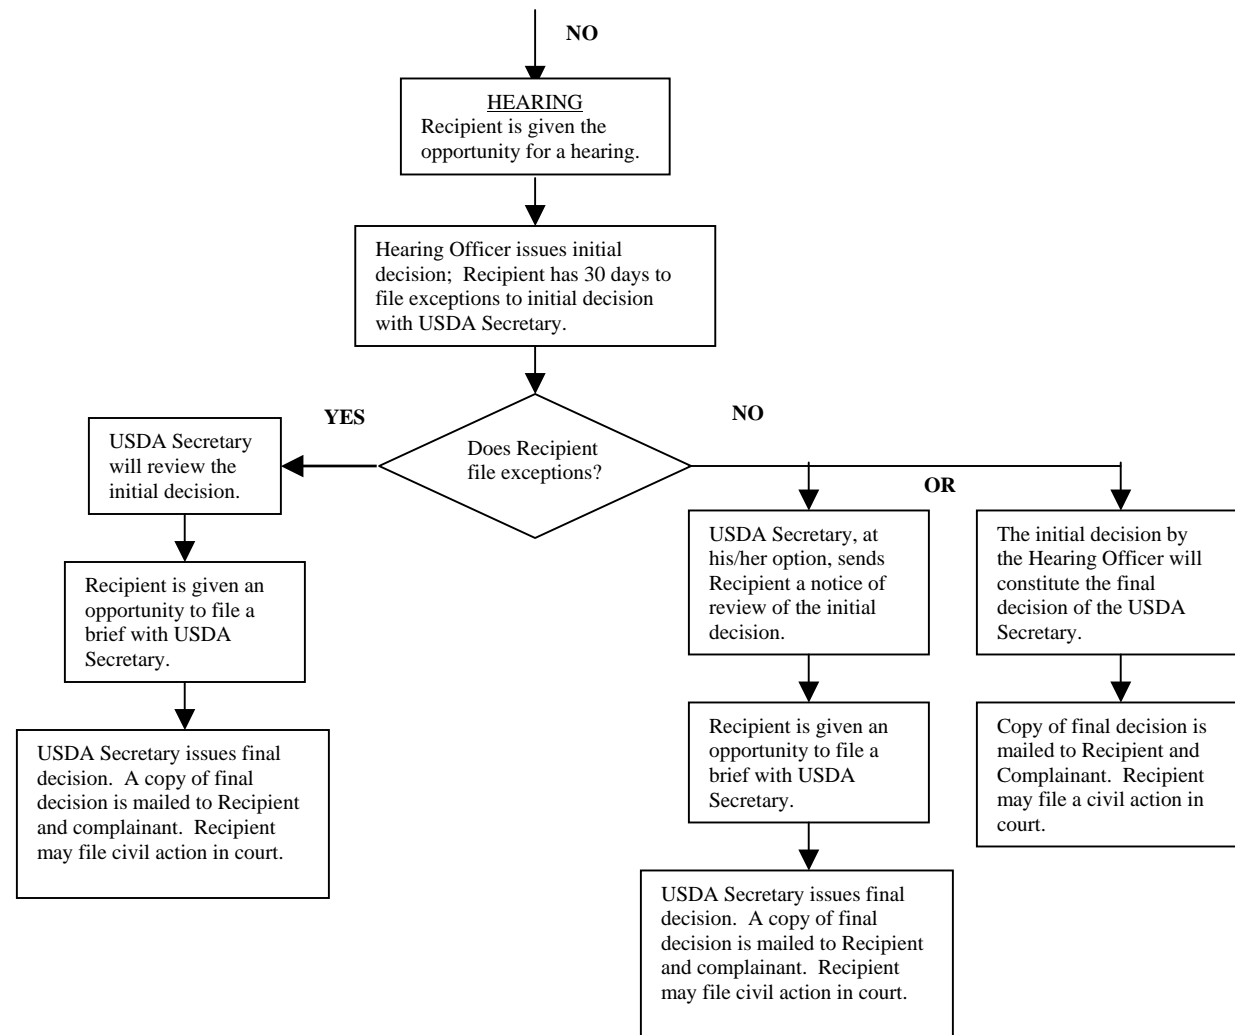 NO
HEARING
Recipient is given the
opportunity for a hearing.
Hearing Officer issues initial
decision;  Recipient has 30 days to
file exceptions to initial decision
with USDA Secretary.
YES
NO
Does Recipient
file exceptions?
OR
USDA Secretary
will review the
initial decision.
Recipient is given an
opportunity to file a
brief with USDA
Secretary.
USDA Secretary issues final
decision.  A copy of final
decision is mailed to Recipient
and complainant.  Recipient
may file civil action in court.
USDA Secretary, at
his/her option, sends
Recipient a notice of
review of the initial
decision.
Recipient is given an
opportunity to file a
brief with USDA
Secretary.
USDA Secretary issues final
decision.  A copy of final
decision is mailed to Recipient
and complainant.  Recipient
may file civil action in court.
The initial decision by
the Hearing Officer will
constitute the final
decision of the USDA
Secretary.
Copy of final decision is
mailed to Recipient and
Complainant.  Recipient
may file a civil action in
court.